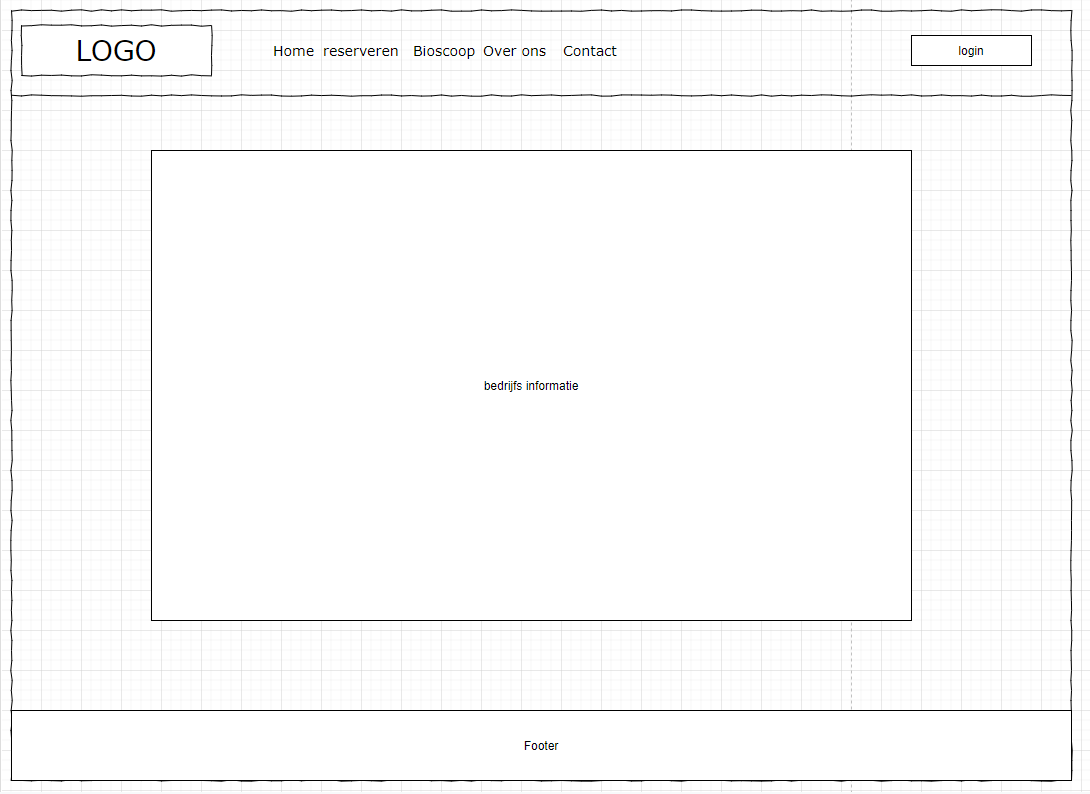 LOGO
Home reserveren Bioscoop Over ons Contact
login
bedrijfs informatie
Footer